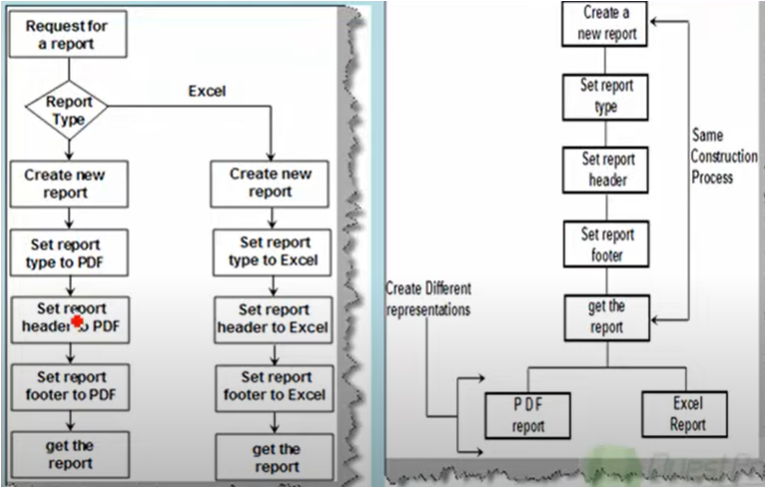 Request for
a report
Report
Type
Excel
Create new
report
Set report
type to PDF
Set report
header to PDF
Set report
footer to PDF
get the
report
Create new
report
Set report
type to Excel
Set report
header to Excel
Set report
footer to Excel
get the
report
Create a
new report
Set report
type
Set report
header
Set report
footer
get the
report
Same
Construction
Process
Create Different
representations
PDF
report
Excel
Report